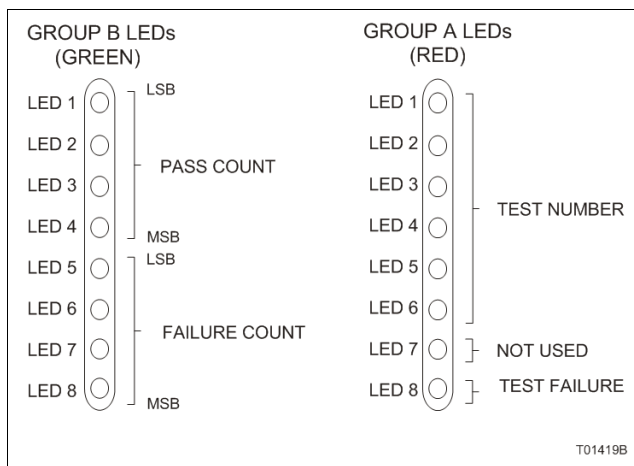 GROUP B LEDs
(GREEN)
LED 1
LED 2
LED 3
LED 4
LED 5
LED 6
LED 7
LED 8
LSB
PASS COUNT
MSB
LSB
FAILURE COUNT
MSB
GROUP A LEDs
(RED)
LED 1
LED 2
LED 3
LED 4
LED 5
LED 6
LED 7
LED 8
TEST NUMBER
NOT USED
TEST FAILURE
T01419B